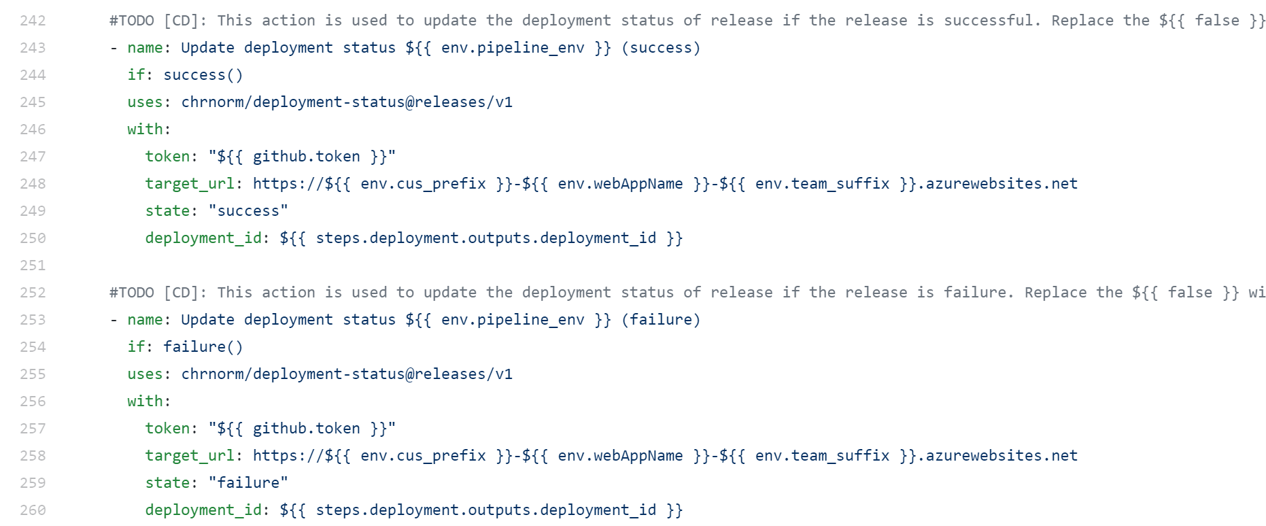 242 #TODO [CD]: This action is used to update the deployment status of release if the release is successful. Replace the ${{ false }}
243 - name: Update deployment status ${{ env.pipeline_env }} (success)
244 if: success()
245 uses: chrnorm/deployment-status@releases/v1
246 with:
247 token: "${{ github.token }}"
248 target_url: https://${{ env.cus_prefix }}-${{ env.webAppName }}-${{ env.team_suffix }}.azurewebsites.net
249 state: "success"
250 deployment_id: ${{ steps.deployment.outputs.deployment_id }}
251
252 #TODO [CD]: This action is used to update the deployment status of release if the release is failure. Replace the ${{ false }} wi
253 - name: Update deployment status ${{ env.pipeline_env }} (failure)
254 if: failure()
255 uses: chrnorm/deployment-status@releases/v1
256 with:
257 token: "${{ github.token }}"
258 target_url: https://${{ env.cus_prefix }}-${{ env.webAppName }}-${{ env.team_suffix }}.azurewebsites.net
259 state: "failure"
260 deployment_id: ${{ steps.deployment.outputs.deployment_id }}